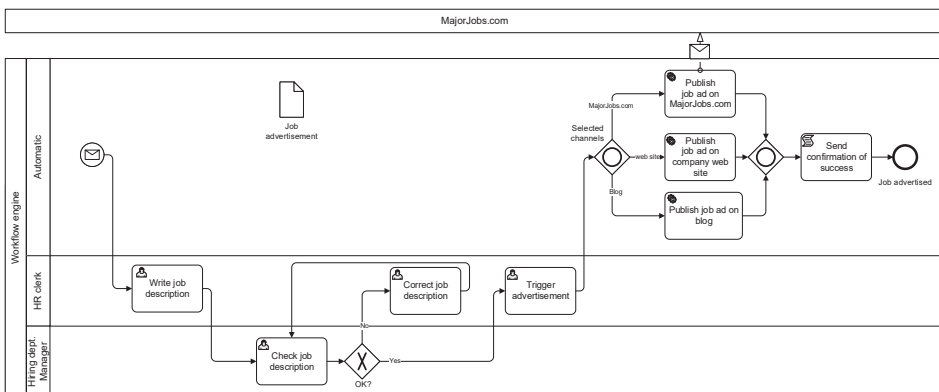 MajorJobs.com
Workflow engine
Automatic
HR clerk
Hiring dept.
Manager
Job
advertisement
Publish
job ad on
MajorJobs.com
MajorJobs.com
Selected
channels
web site
Publish
job ad on
company web
site
Blog
Publish job ad on
blog
Send
confirmation of
success
Job advertised
Write job
description
Correct job
description
Trigger
advertisement
No
Check job
description
Yes
OK?